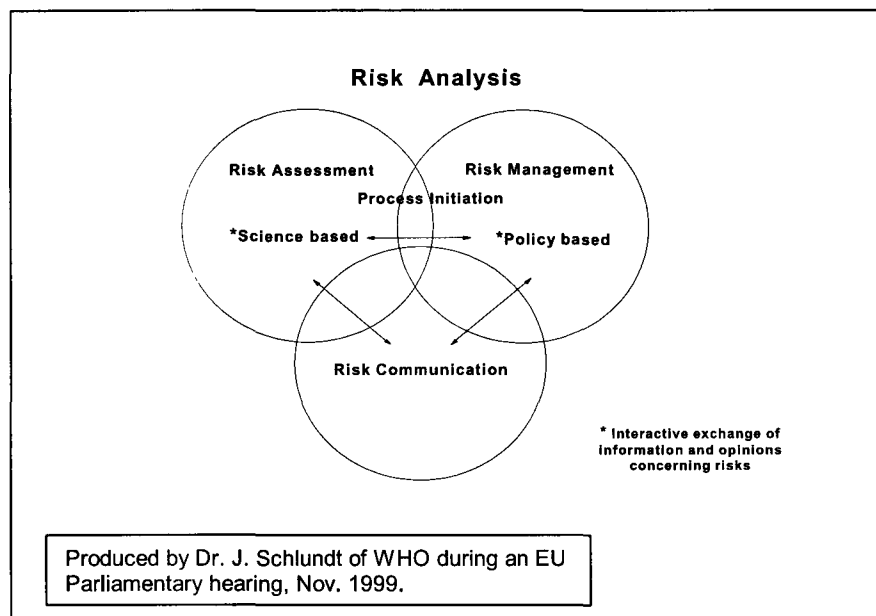 Risk Analysis
Risk Assessment
Risk Management
Process Initiation
*Science based
*Policy based
Risk Communication
* Interactive exchange of
information and opinions
concerning risks
Produced by Dr. J. Schlundt of WHO during an EU
Parliamentary hearing, Nov. 1999.